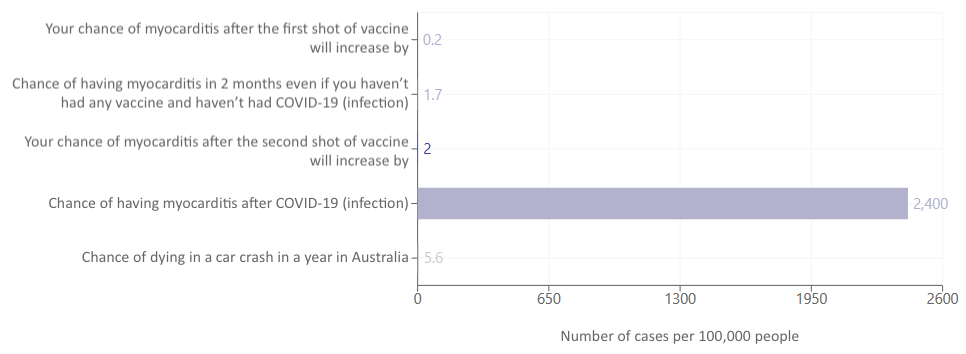 Your chance of myocarditis after the first shot of vaccine
will increase by
0.2
Chance of having myocarditis in 2 months even if you haven’t
had any vaccine and haven’t had COVID-19 (infection)
1.7
Your chance of myocarditis after the second shot of vaccine
will increase by
2
Chance of having myocarditis after COVID-19 (infection)
2,400
Chance of dying in a car crash in a year in Australia
5.6
0 650 1300 1950 2600
Number of cases per 100,000 people